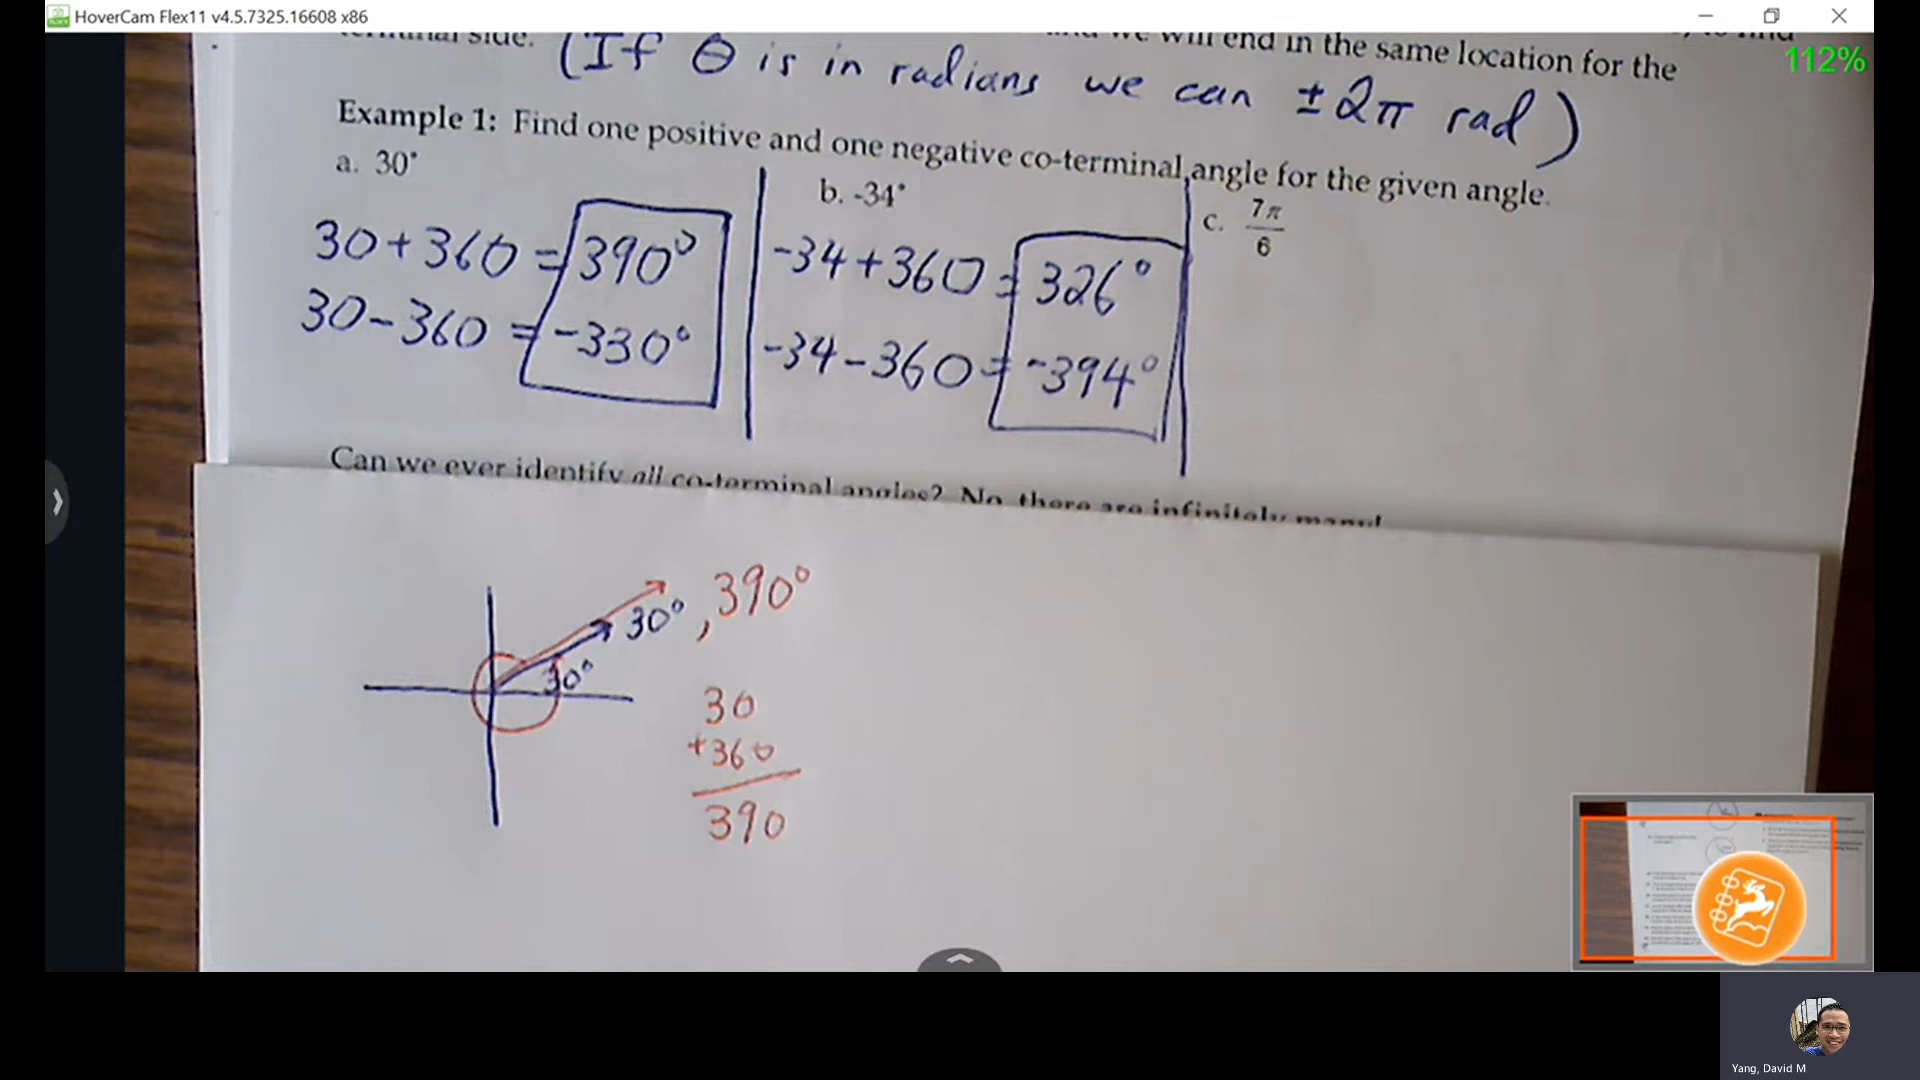 HoverCam Flex11 v4.5.7325.16608 x86
112%
terminal side. will end in the same location for the
(If θ is in radians we can ±2π rad)
Example 1: Find one positive and one negative co-terminal angle for the given angle.
a. 30°
30+360 = 390°
30-360 = -330°
b. -34°
-34+360 = 326°
-34-360 = -394°
c. 7π/6
Can we ever identify all co-terminal angles? No, there are infinitely many!
30°, 390°
30°
30
+360
390
Yang, David M